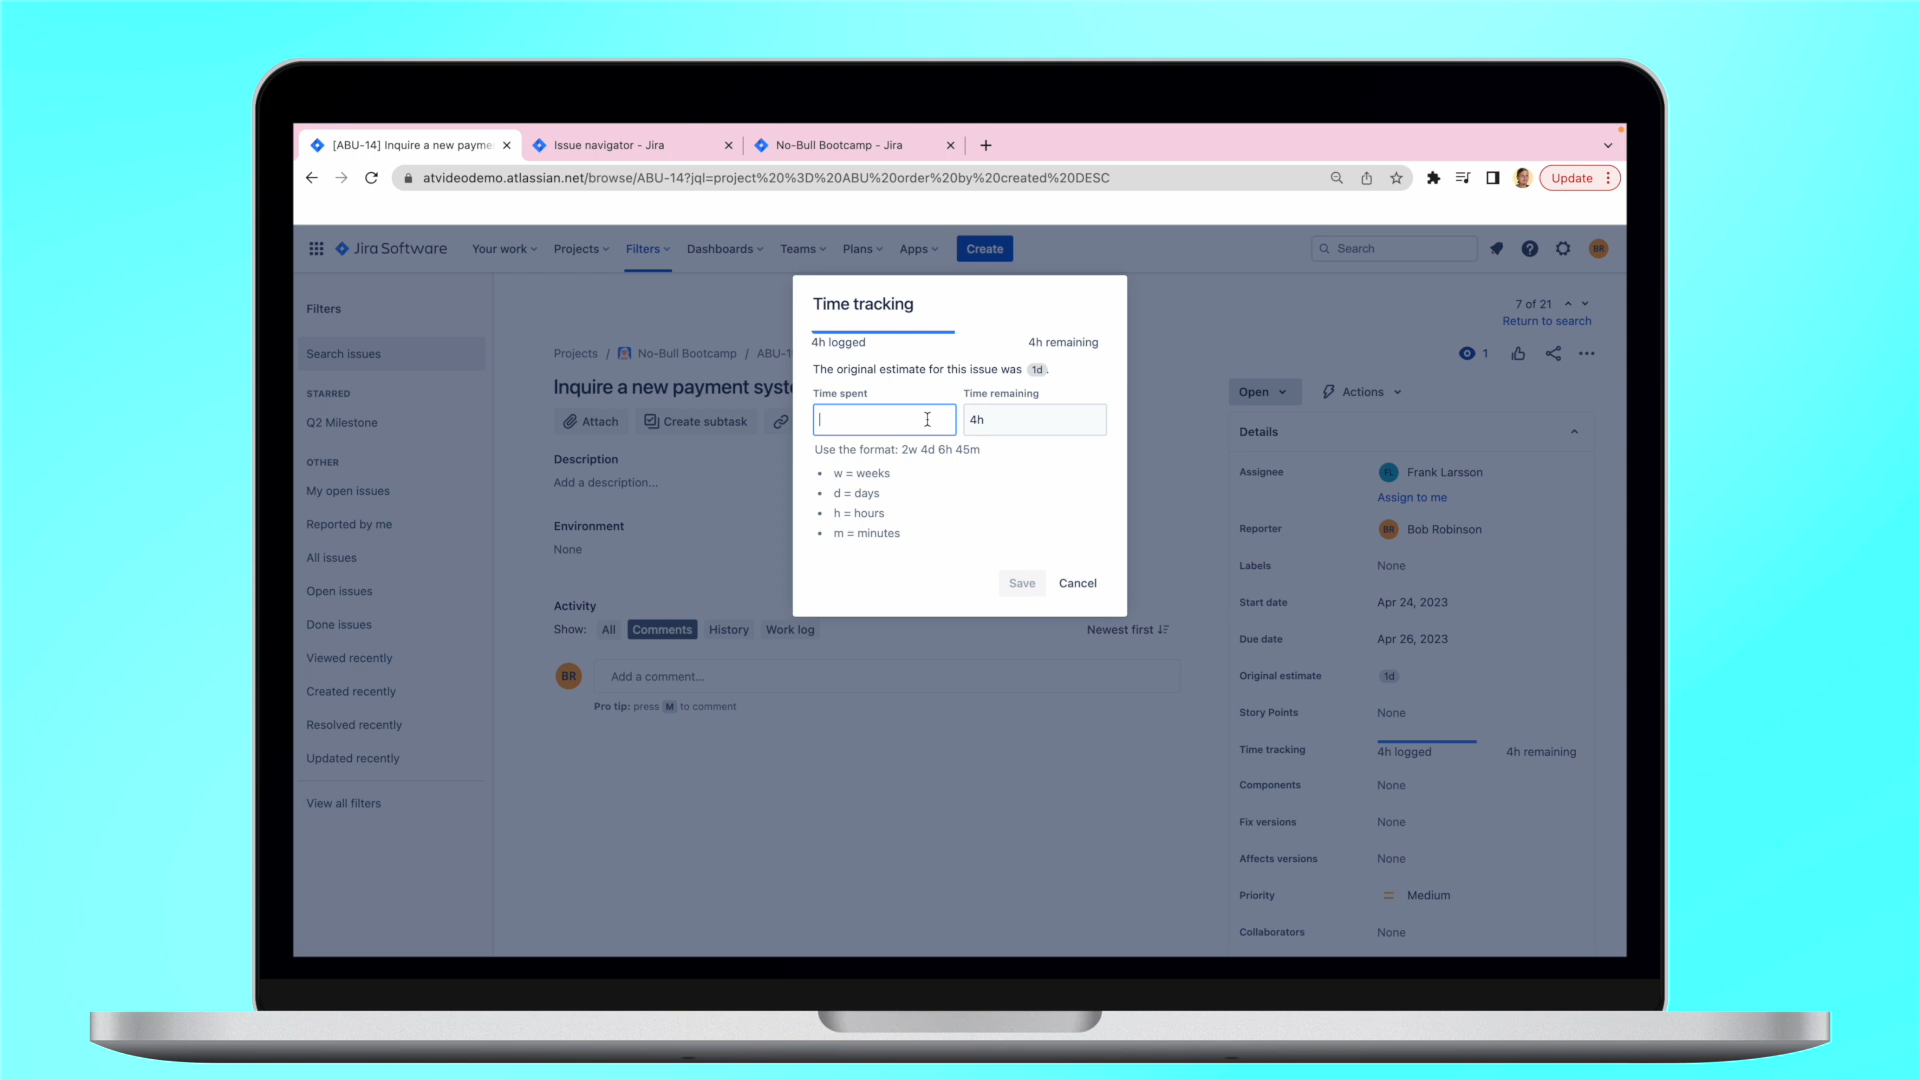 [ABU-14] Inquire a new payme
Issue navigator - Jira
No-Bull Bootcamp - Jira
atvideodemo.atlassian.net/browse/ABU-14?jql=project%20%3D%20ABU%20order%20by%20created%20DESC
Update
Jira Software
Your work
Projects
Filters
Dashboards
Teams
Plans
Apps
Create
Search
BR
Filters
Search issues
STARRED
Q2 Milestone
OTHER
My open issues
Reported by me
All issues
Open issues
Done issues
Viewed recently
Created recently
Resolved recently
Updated recently
View all filters
7 of 21
Return to search
Projects / No-Bull Bootcamp / ABU-1
1
Inquire a new payment syst
Attach
Create subtask
Description
Add a description...
Environment
None
Activity
Show: All Comments History Work log
Newest first
BR
Add a comment...
Pro tip: press M to comment
Time tracking
4h logged
4h remaining
The original estimate for this issue was 1d.
Time spent
Time remaining
4h
Use the format: 2w 4d 6h 45m
• w = weeks
• d = days
• h = hours
• m = minutes
Save
Cancel
Open
Actions
Details
Assignee
FL Frank Larsson
Assign to me
Reporter
BR Bob Robinson
Labels
None
Start date
Apr 24, 2023
Due date
Apr 26, 2023
Original estimate
1d
Story Points
None
Time tracking
4h logged
4h remaining
Components
None
Fix versions
None
Affects versions
None
Priority
Medium
Collaborators
None